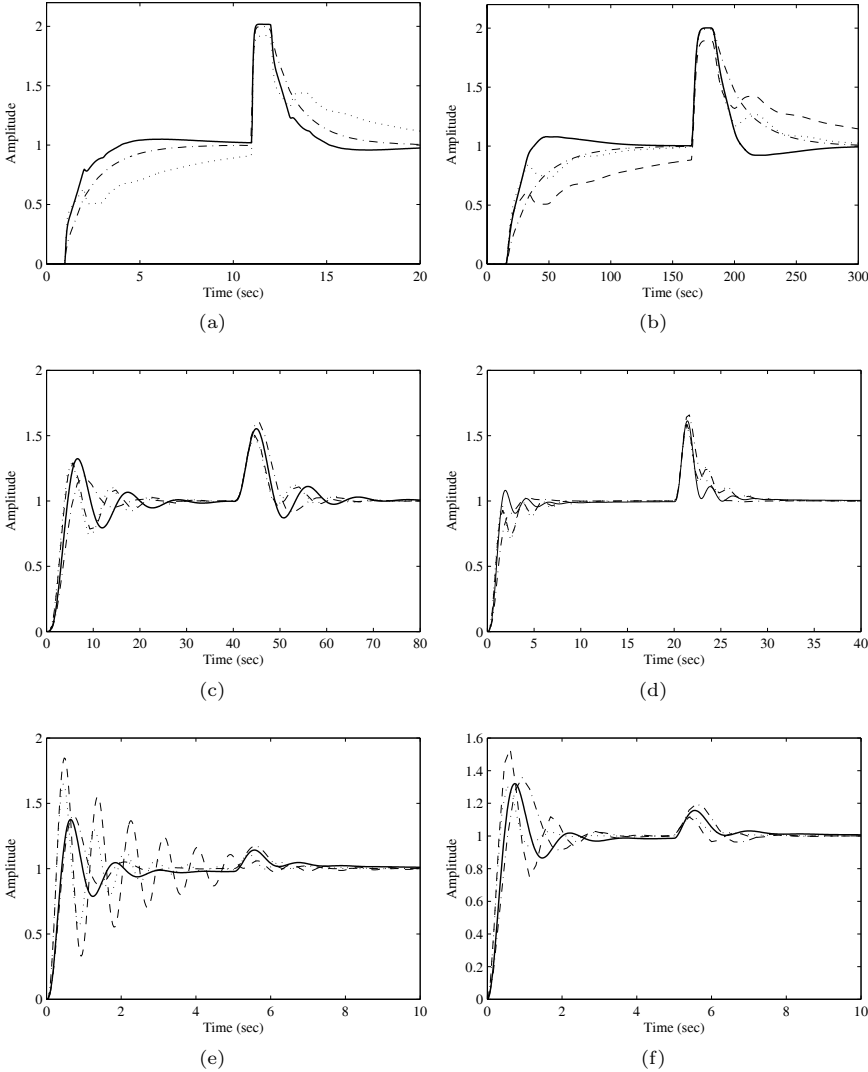 2
1.5
1
0.5
0
Amplitude
0 5 10 15 20
Time (sec)
(a)
2
1.5
1
0.5
0
Amplitude
0 50 100 150 200 250 300
Time (sec)
(b)
2
1.5
1
0.5
0
Amplitude
0 10 20 30 40 50 60 70 80
Time (sec)
(c)
2
1.5
1
0.5
0
Amplitude
0 5 10 15 20 25 30 35 40
Time (sec)
(d)
2
1.5
1
0.5
0
Amplitude
0 2 4 6 8 10
Time (sec)
(e)
1.6
1.4
1.2
1
0.8
0.6
0.4
0.2
0
Amplitude
0 2 4 6 8 10
Time (sec)
(f)